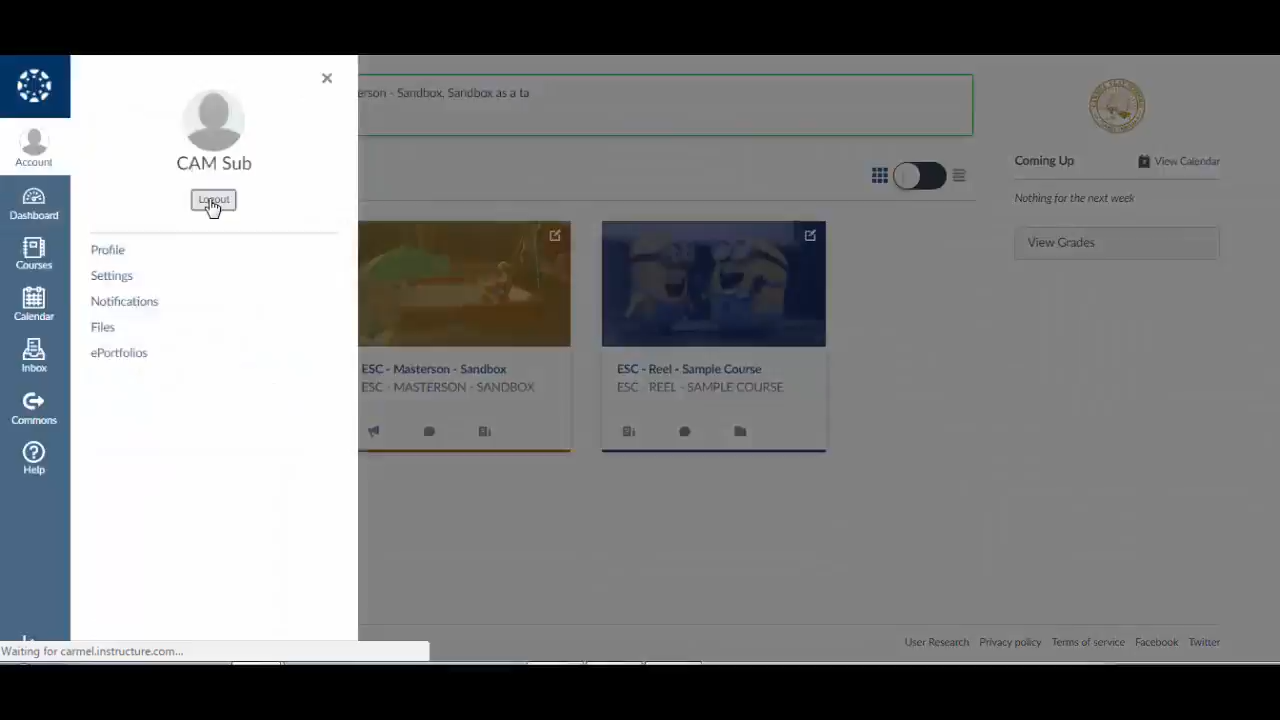 Account
Dashboard
Courses
Calendar
Inbox
Commons
Help
CAM Sub
Logout
Profile
Settings
Notifications
Files
ePortfolios
erson - Sandbox, Sandbox as a ta
ESC - Masterson - Sandbox
ESC - MASTERSON - SANDBOX
ESC - Reel - Sample Course
ESC - REEL - SAMPLE COURSE
Coming Up
View Calendar
Nothing for the next week
View Grades
User Research Privacy policy Terms of service Facebook Twitter
Waiting for carmel.instructure.com...